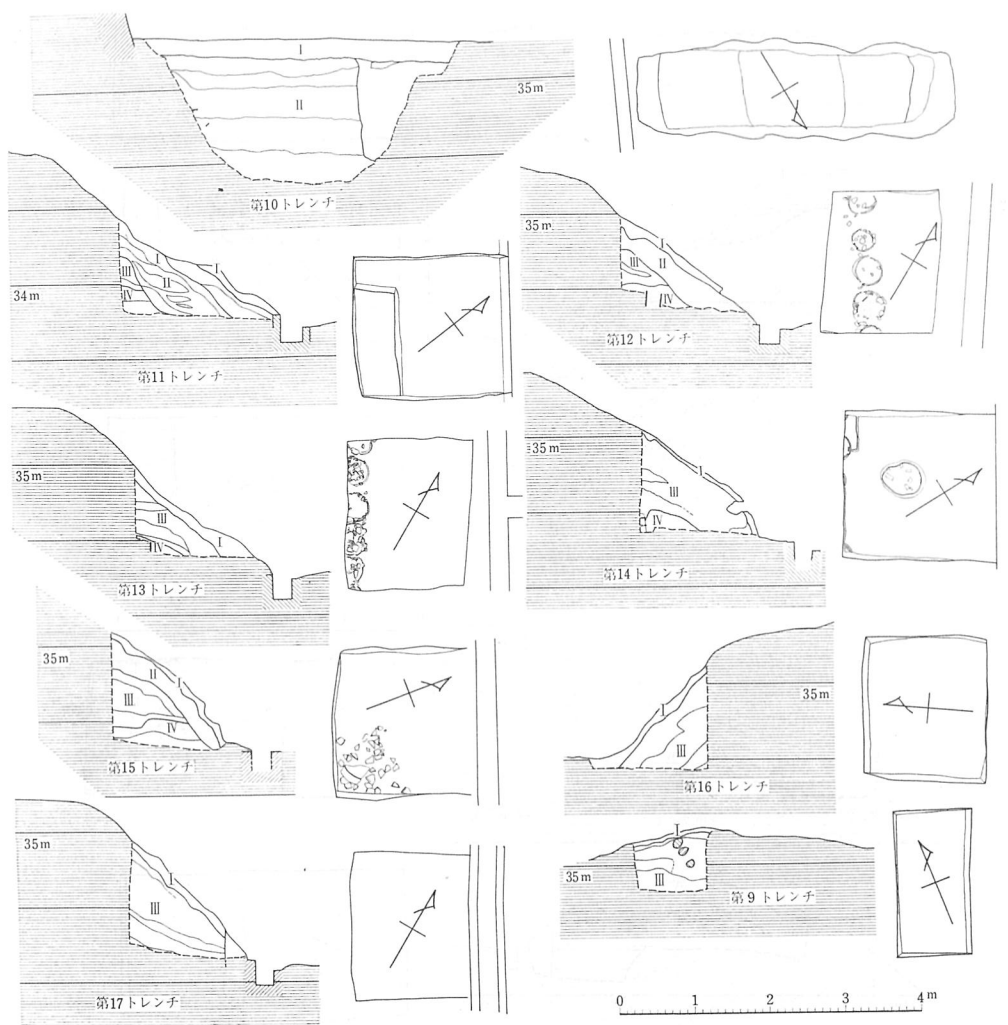 I
II
35m
第10トレンチ
I
I
III
II
IV
34m
第11トレンチ
35m
I
II
III
IV
第12トレンチ
35m
III
I
IV
第13トレンチ
35m
I
III
IV
第14トレンチ
35m
II
I
III
IV
第15トレンチ
I
35m
III
第16トレンチ
35m
I
III
第17トレンチ
I
35m
III
第9トレンチ
0 1 2 3 4m